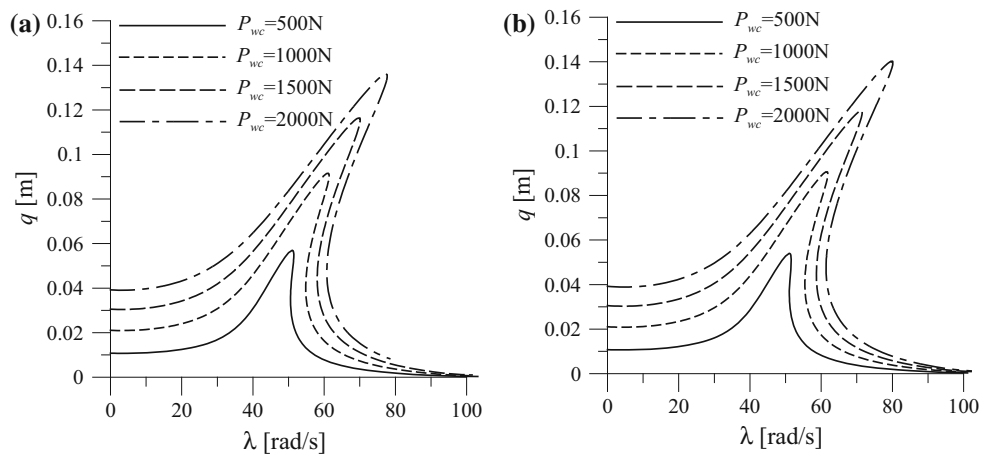 (a)
P_wc=500N
P_wc=1000N
P_wc=1500N
P_wc=2000N
0.16
0.14
0.12
0.1
0.08
0.06
0.04
0.02
0
q [m]
0 20 40 60 80 100
λ [rad/s]
(b)
P_wc=500N
P_wc=1000N
P_wc=1500N
P_wc=2000N
0.16
0.14
0.12
0.1
0.08
0.06
0.04
0.02
0
q [m]
0 20 40 60 80 100
λ [rad/s]